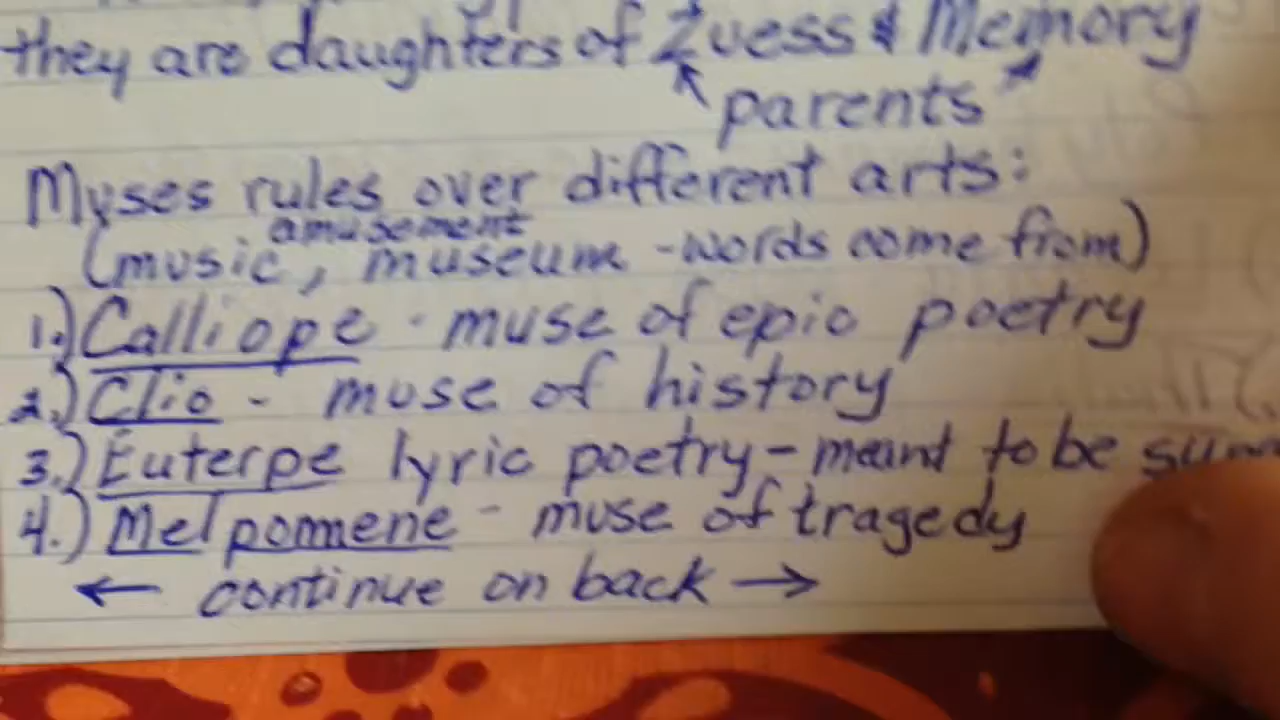 they are daughters of Zuess & Memory
parents
Muses rules over different arts:
amusement
(music, museum - words come from)
1.) Calliope - muse of epic poetry
2.) Clio - muse of history
3.) Euterpe lyric poetry - meant to be
4.) Melpomene - muse of tragedy
← continue on back →